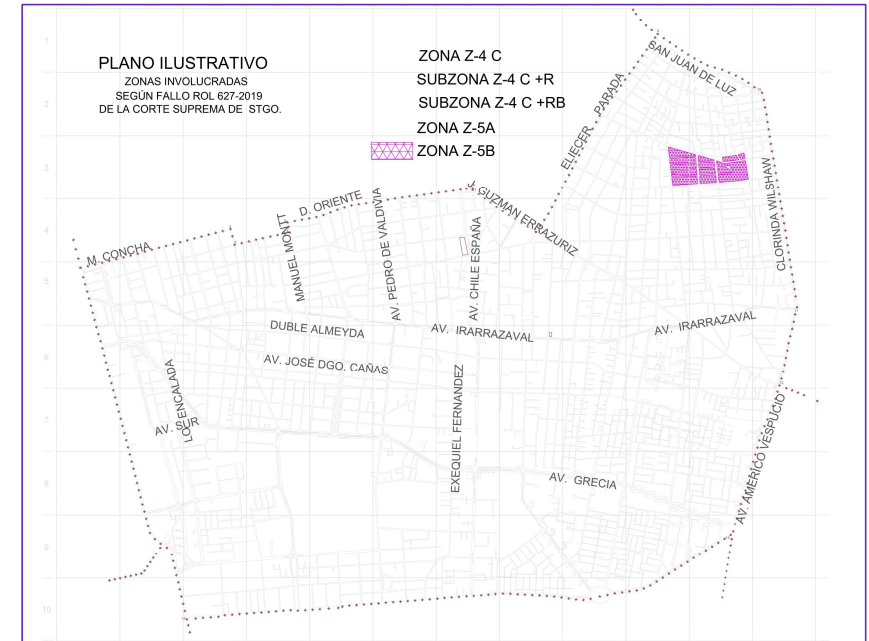 PLANO ILUSTRATIVO
ZONAS INVOLUCRADAS
SEGÚN FALLO ROL 627-2019
DE LA CORTE SUPREMA DE STGO.
ZONA Z-4 C
SUBZONA Z-4 C +R
SUBZONA Z-4 C +RB
ZONA Z-5A
ZONA Z-5B
SAN JUAN DE LUZ
ELIECER PARADA
CLORINDA WILSHAW
J. GUZMAN ERRAZURIZ
D. ORIENTE
M. CONCHA
MANUEL MONTT
AV. PEDRO DE VALDIVIA
AV. CHILE ESPAÑA
DUBLE ALMEYDA
AV. IRARRAZAVAL
AV. IRARRAZAVAL
AV. JOSÉ DGO. CAÑAS
EXEQUIEL FERNANDEZ
AV. SUR
AV. GRECIA
AV. AMERICO VESPUCIO
1
2
3
4
5
6
7
8
9
10